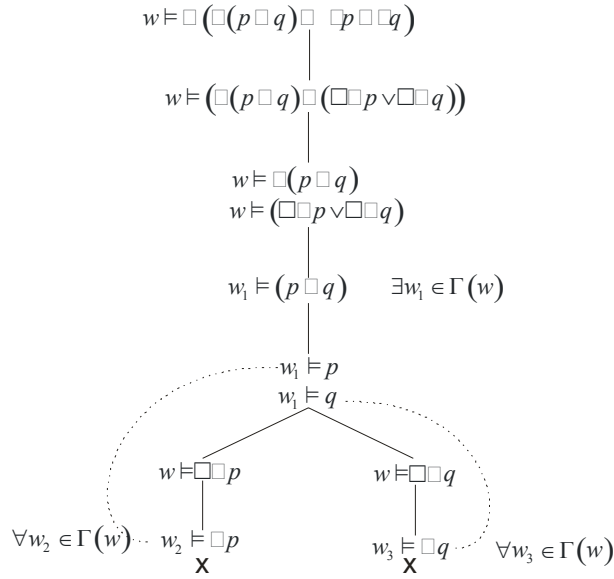 w ⊨ □ (□(p □ q) □ □p □ □q)
w ⊨ (□(p □ q) □ (□□p ∨ □□q))
w ⊨ □(p □ q)
w ⊨ (□□p ∨ □□q)
w₁ ⊨ (p □ q) ∃w₁ ∈ Γ(w)
w₁ ⊨ p
w₁ ⊨ q
w ⊨ □□p w ⊨ □□q
∀w₂ ∈ Γ(w) w₂ ⊨ □p w₃ ⊨ □q ∀w₃ ∈ Γ(w)
X X